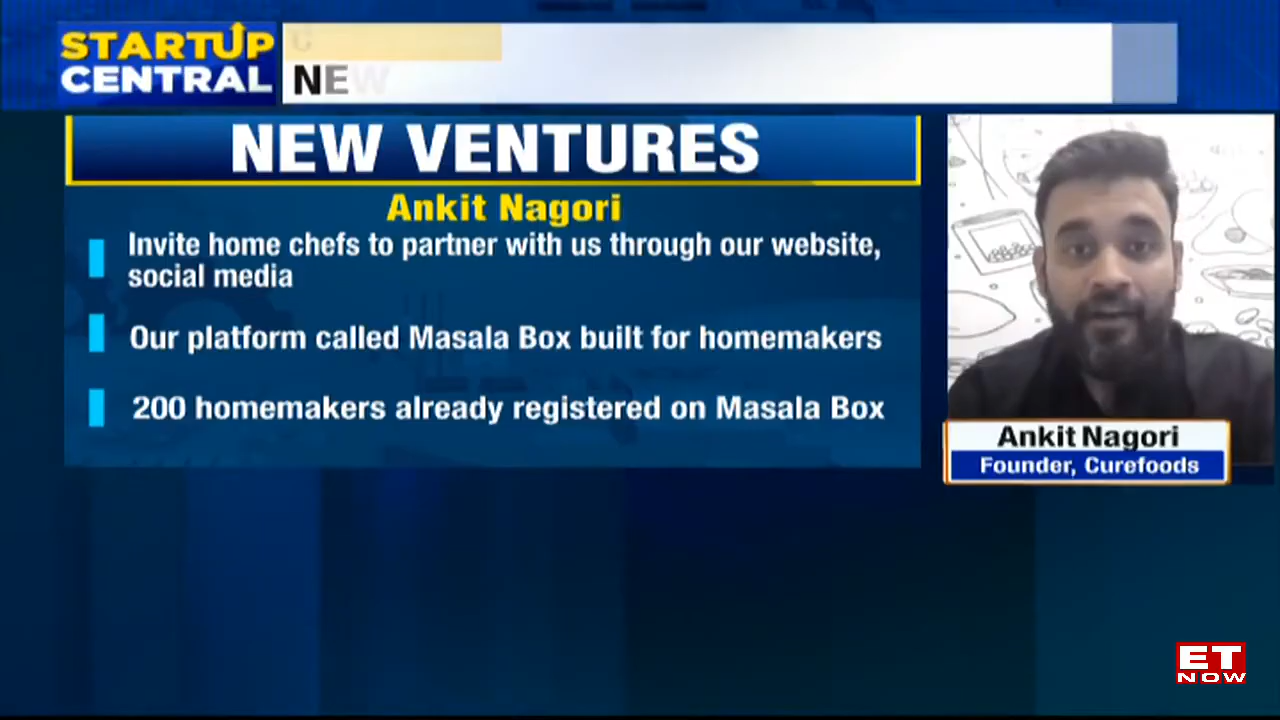 STARTUP
CENTRAL
NEW
NEW VENTURES
Ankit Nagori
Invite home chefs to partner with us through our website,
social media
Our platform called Masala Box built for homemakers
200 homemakers already registered on Masala Box
Ankit Nagori
Founder, Curefoods
ET
NOW